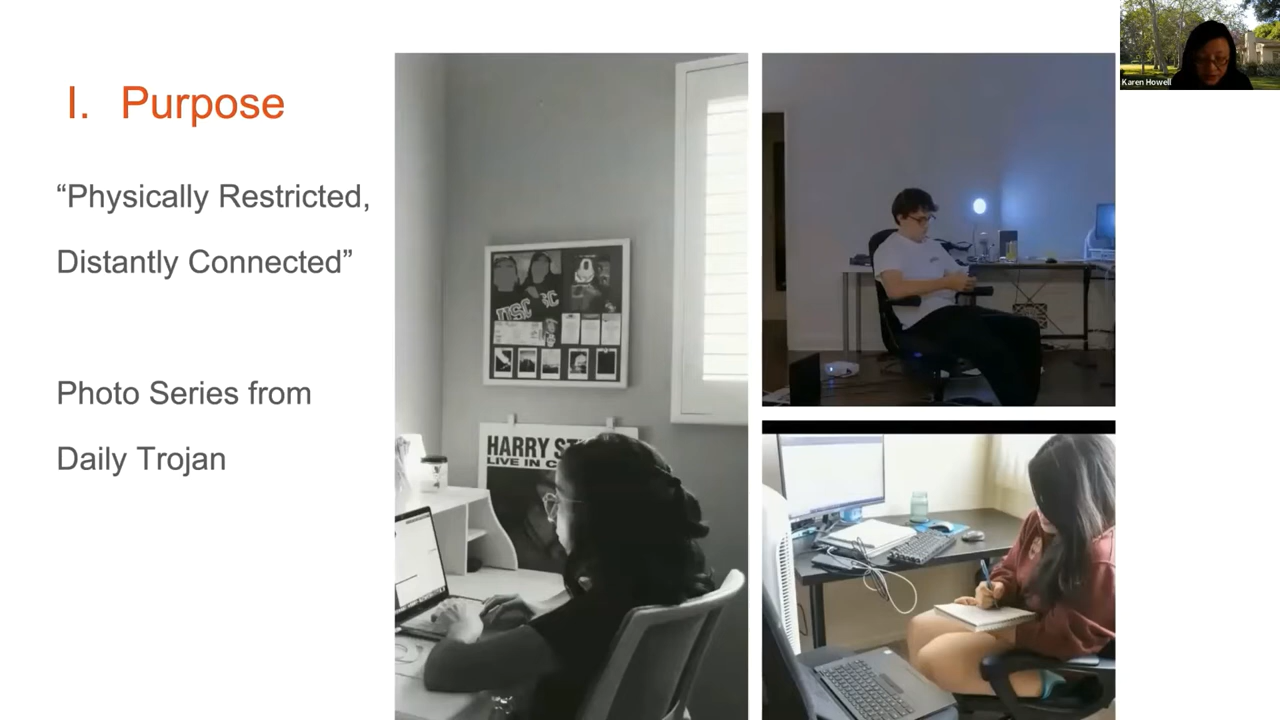 I. Purpose
“Physically Restricted,
Distantly Connected”
Photo Series from
Daily Trojan
HARRY ST
LIVE IN C
Karen Howell